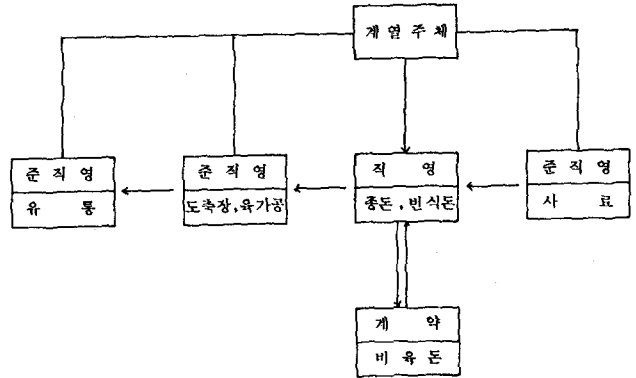 계열주체
준직영
준직영
직영
준직영
유통
도축장,육가공
종돈,빈식돈
사료
계약
비육돈